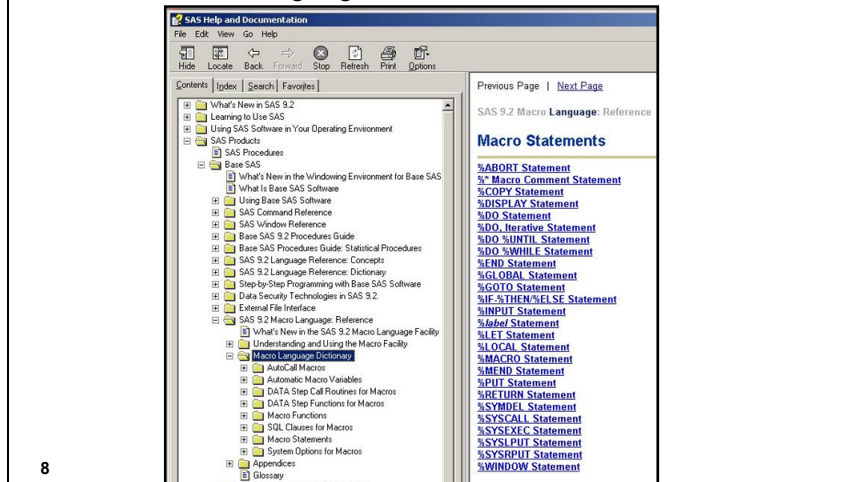 SAS Help and Documentation
File Edit View Go Help
Hide Locate Back Forward Stop Refresh Print Options
Contents Index Search Favorites
What's New in SAS 9.2
Learning to Use SAS
Using SAS Software in Your Operating Environment
SAS Products
SAS Procedures
Base SAS
What's New in the Windowing Environment for Base SAS
What Is Base SAS Software
Using Base SAS Software
SAS Command Reference
SAS Window Reference
Base SAS 9.2 Procedures Guide
Base SAS Procedures Guide: Statistical Procedures
SAS 9.2 Language Reference: Concepts
SAS 9.2 Language Reference: Dictionary
Step-by-Step Programming with Base SAS Software
Data Security Technologies in SAS 9.2.
External File Interface
SAS 9.2 Macro Language: Reference
What's New in the SAS 9.2 Macro Language Facility
Understanding and Using the Macro Facility
Macro Language Dictionary
AutoCall Macros
Automatic Macro Variables
DATA Step Call Routines for Macros
DATA Step Functions for Macros
Macro Functions
SQL Clauses for Macros
Macro Statements
System Options for Macros
Appendices
Glossary
Previous Page | Next Page
SAS 9.2 Macro Language: Reference
Macro Statements
%ABORT Statement
%* Macro Comment Statement
%COPY Statement
%DISPLAY Statement
%DO Statement
%DO, Iterative Statement
%DO %UNTIL Statement
%DO %WHILE Statement
%END Statement
%GLOBAL Statement
%GOTO Statement
%IF-%THEN/%ELSE Statement
%INPUT Statement
%label Statement
%LET Statement
%LOCAL Statement
%MACRO Statement
%MEND Statement
%PUT Statement
%RETURN Statement
%SYMDEL Statement
%SYSCALL Statement
%SYSEXEC Statement
%SYSLPUT Statement
%SYSRPUT Statement
%WINDOW Statement
8